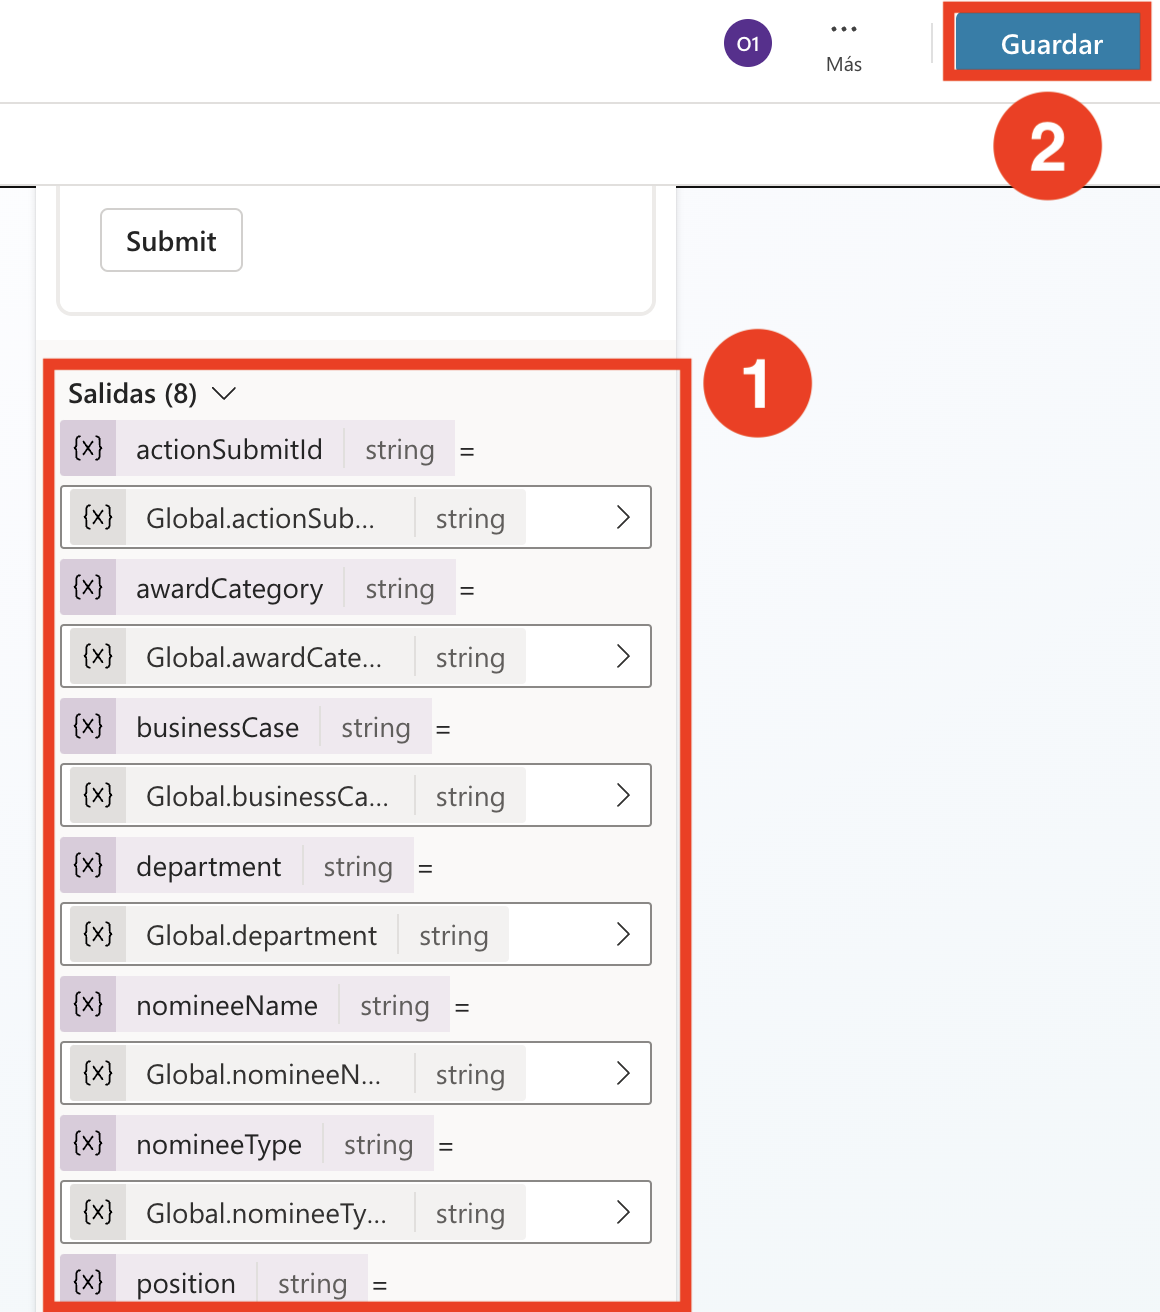 O1
Más
Guardar
2
Submit
1
Salidas (8)
{x} actionSubmitId string =
{x} Global.actionSub... string
{x} awardCategory string =
{x} Global.awardCate... string
{x} businessCase string =
{x} Global.businessCa... string
{x} department string =
{x} Global.department string
{x} nomineeName string =
{x} Global.nomineeN... string
{x} nomineeType string =
{x} Global.nomineeTy... string
{x} position string =